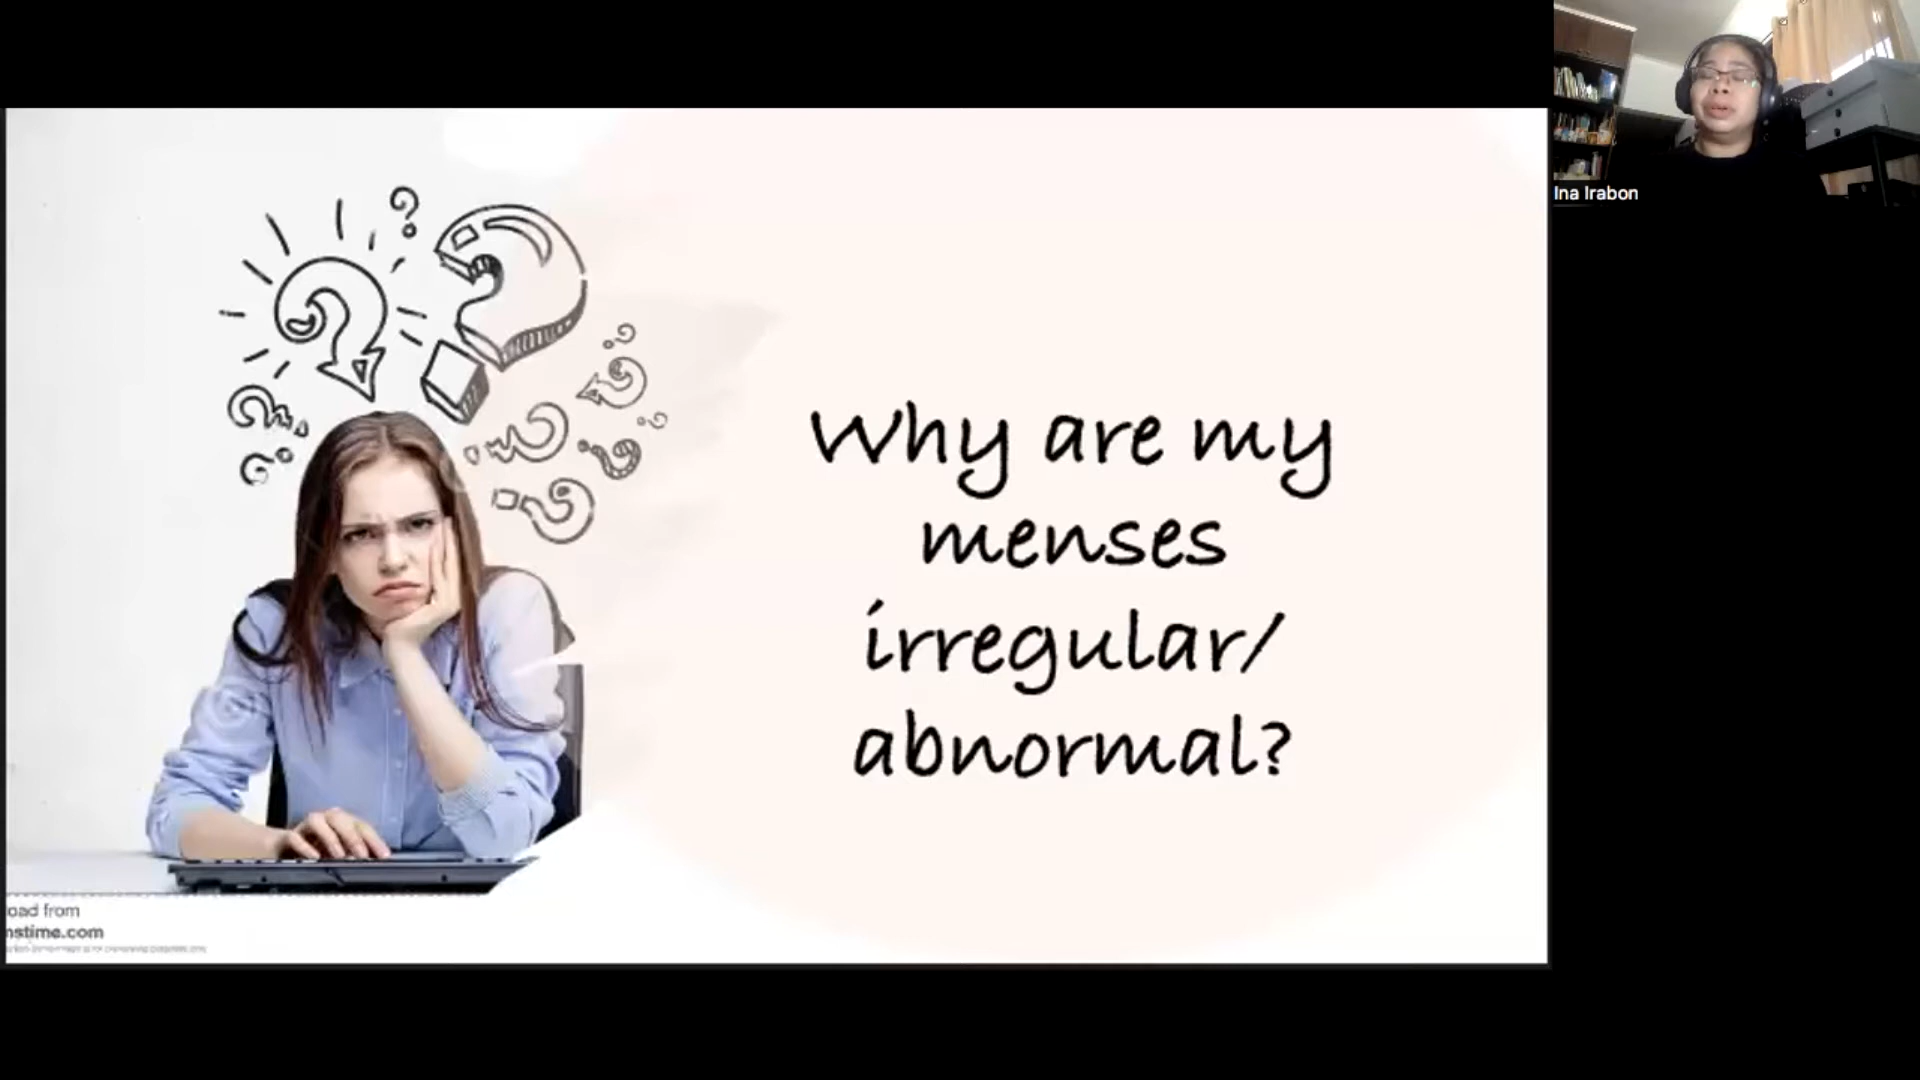 Ina Irabon
Why are my
menses
irregular/
abnormal?
oad from
nstime.com